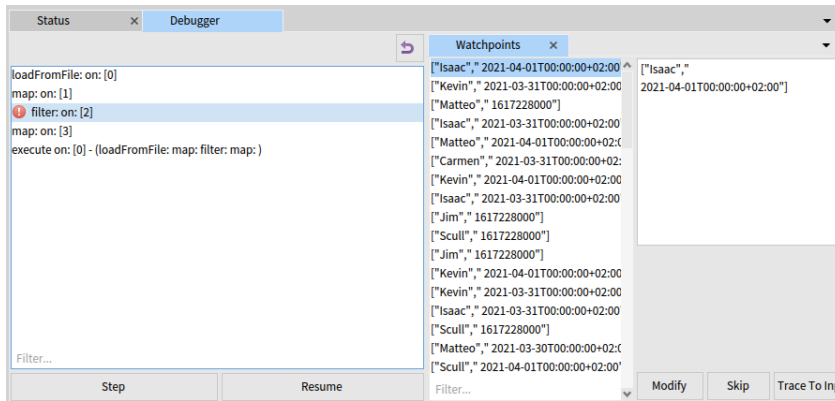 Status × Debugger
Watchpoints ×
loadFromFile: on: [0]
map: on: [1]
filter: on: [2]
map: on: [3]
execute on: [0] - (loadFromFile: map: filter: map: )
Filter...
Step Resume
["Isaac"," 2021-04-01T00:00:00+02:00"
["Kevin"," 2021-03-31T00:00:00+02:00
["Matteo"," 1617228000"]
["Isaac"," 2021-03-31T00:00:00+02:00"
["Matteo"," 2021-04-01T00:00:00+02:0
["Carmen"," 2021-03-31T00:00:00+02:
["Kevin"," 2021-04-01T00:00:00+02:00
["Isaac"," 2021-03-31T00:00:00+02:00"
["Jim"," 1617228000"]
["Scull"," 1617228000"]
["Jim"," 1617228000"]
["Kevin"," 2021-04-01T00:00:00+02:00
["Kevin"," 2021-03-31T00:00:00+02:00
["Isaac"," 2021-03-31T00:00:00+02:00"
["Scull"," 1617228000"]
["Matteo"," 2021-03-30T00:00:00+02:0
["Scull"," 2021-04-01T00:00:00+02:00"
Filter...
["Isaac","
2021-04-01T00:00:00+02:00"]
Modify Skip Trace To In